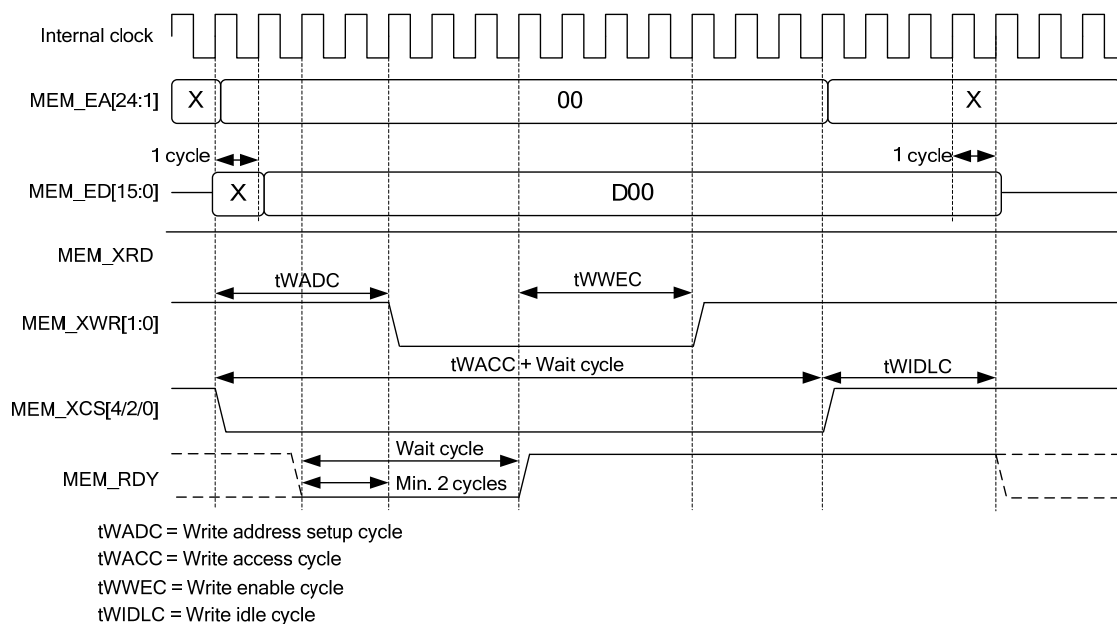 Internal clock
MEM_EA[24:1]
X
00
X
1 cycle
1 cycle
MEM_ED[15:0]
X
D00
MEM_XRD
tWADC
tWWEC
MEM_XWR[1:0]
tWACC + Wait cycle
tWIDLC
MEM_XCS[4/2/0]
Wait cycle
MEM_RDY
Min. 2 cycles
tWADC = Write address setup cycle
tWACC = Write access cycle
tWWEC = Write enable cycle
tWIDLC = Write idle cycle